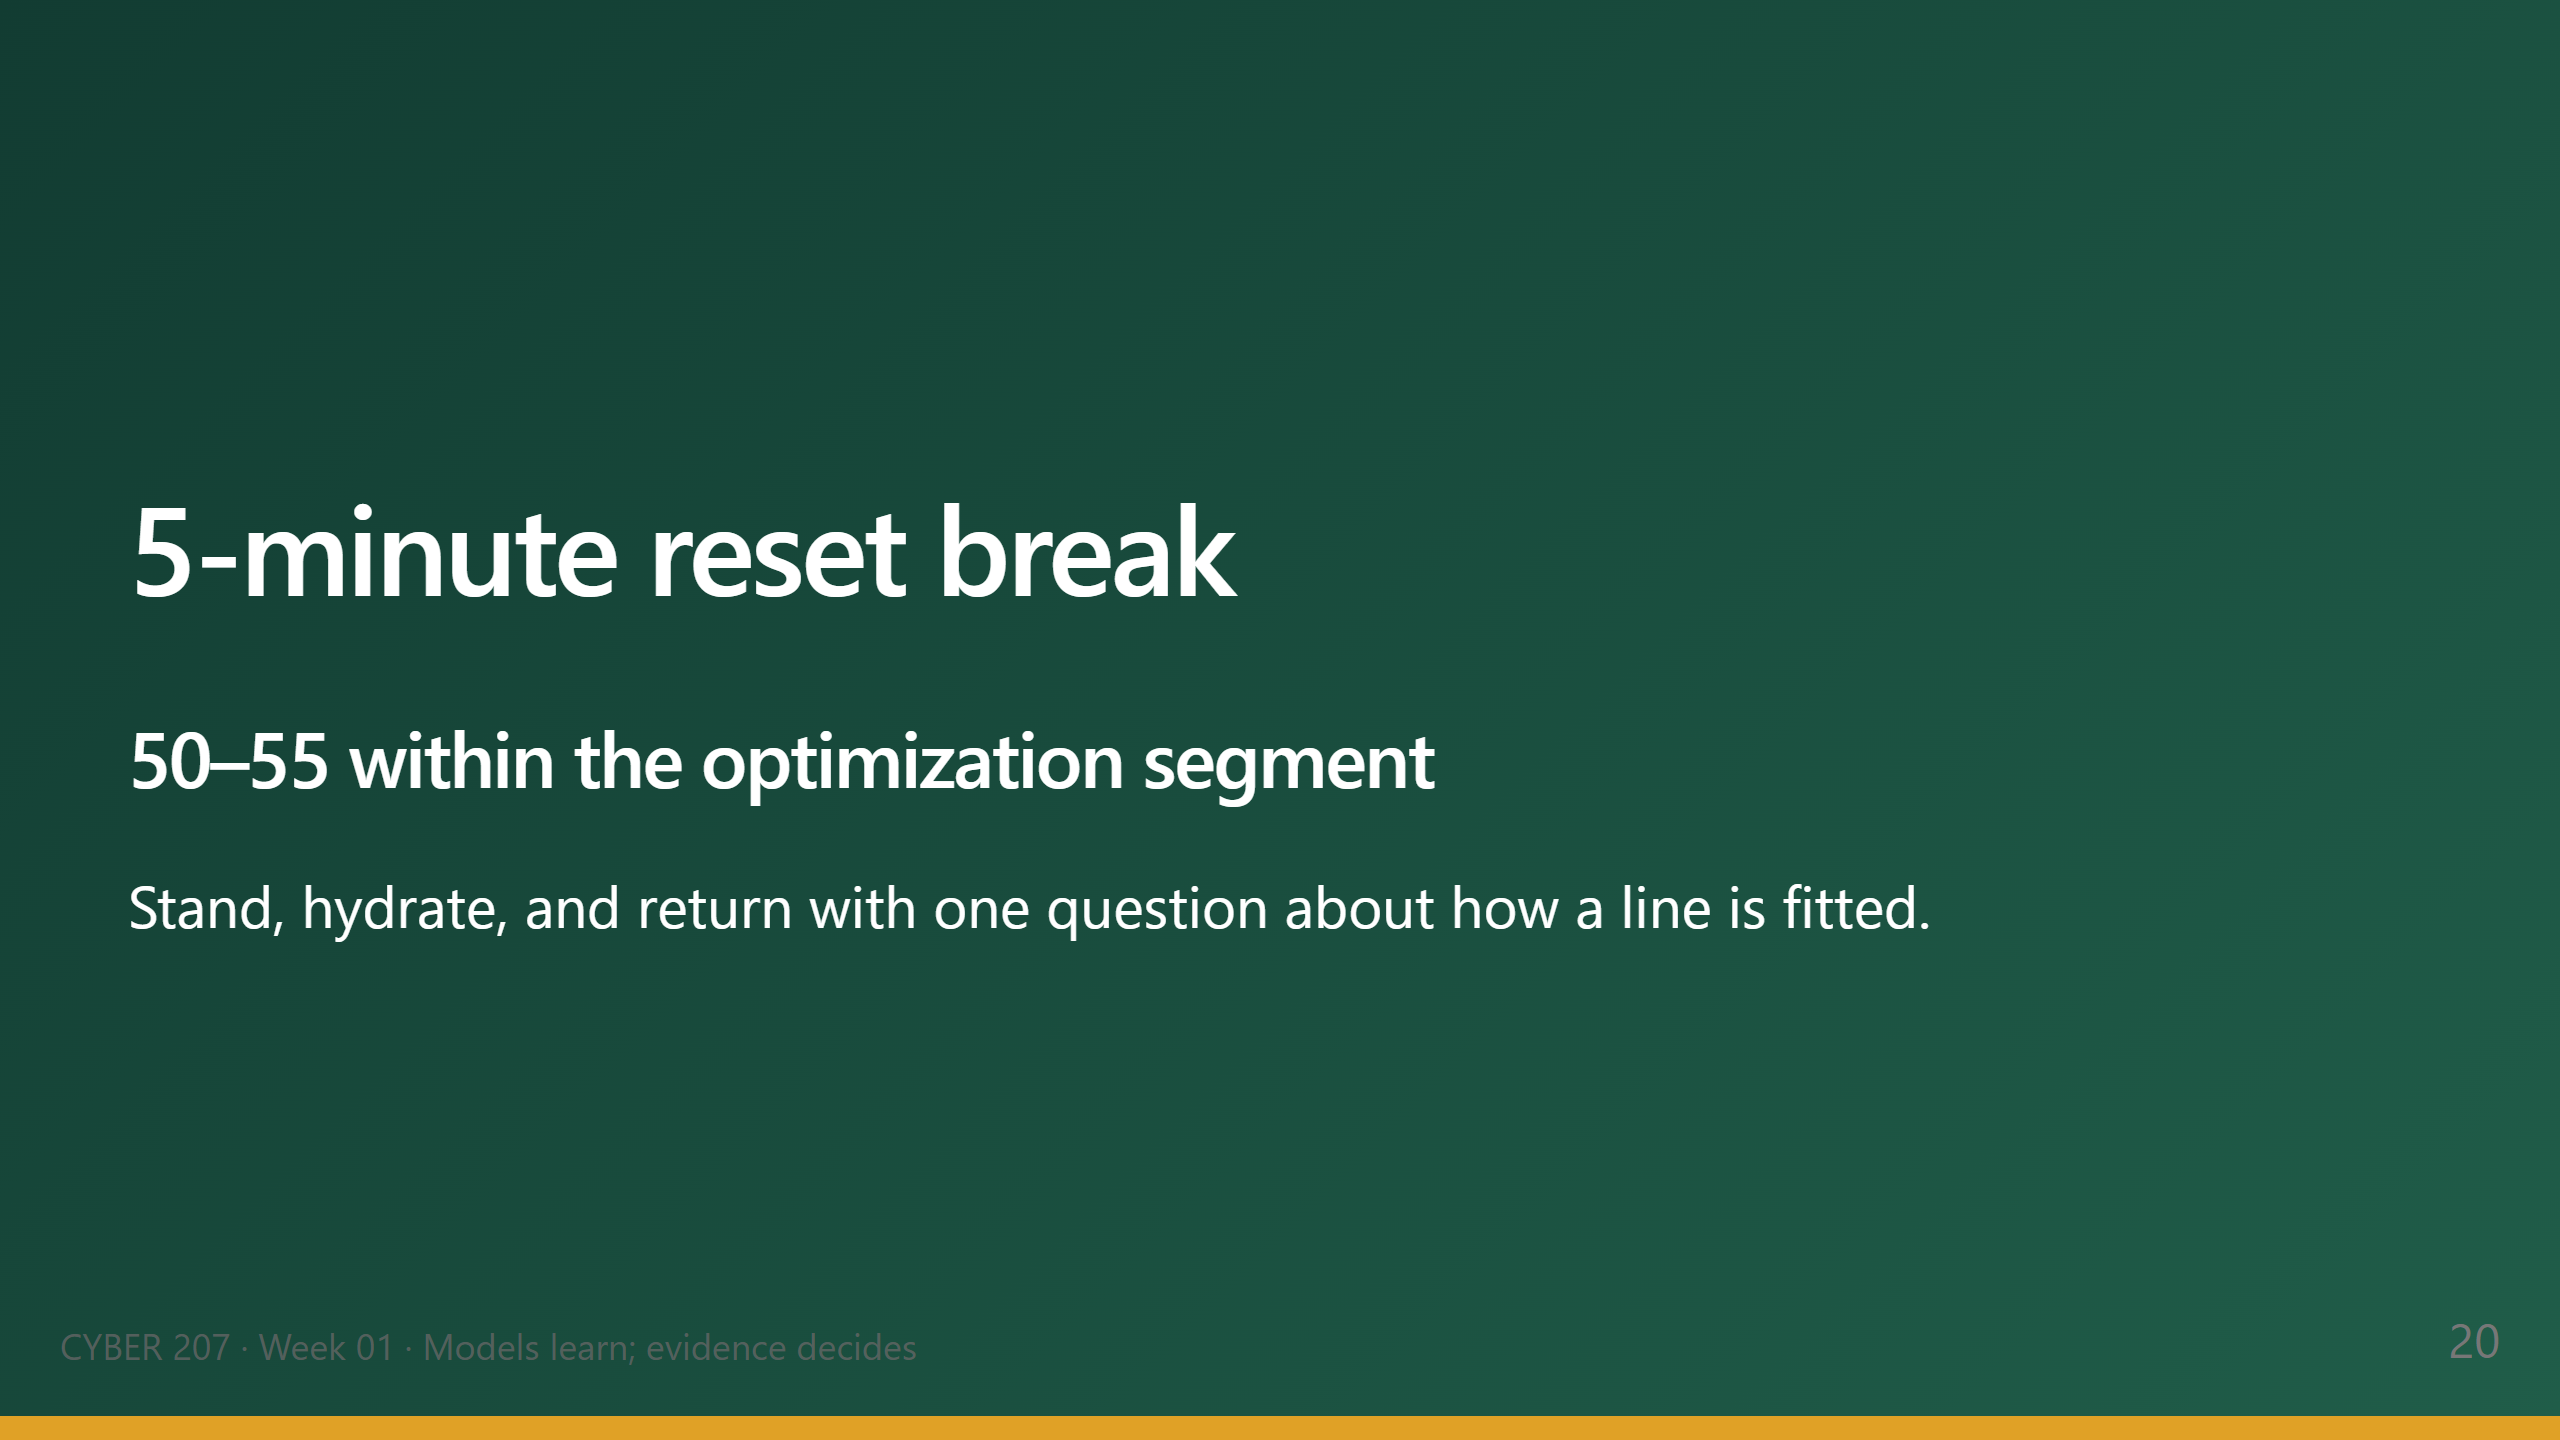 5-minute reset break
50–55 within the optimization segment
Stand, hydrate, and return with one question about how a line is fitted.
CYBER 207 · Week 01 · Models learn; evidence decides
20